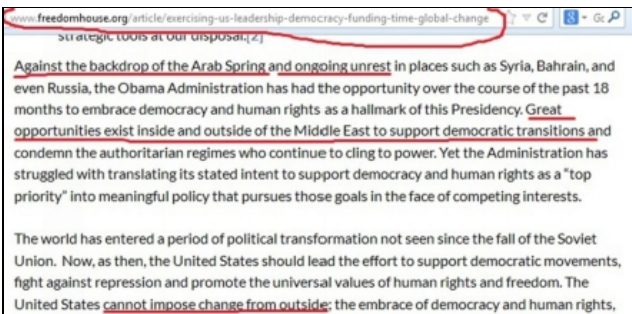 www.freedomhouse.org/article/exercising-us-leadership-democracy-funding-time-global-change
strategic tools at our disposal.[2]
Against the backdrop of the Arab Spring and ongoing unrest in places such as Syria, Bahrain, and
even Russia, the Obama Administration has had the opportunity over the course of the past 18
months to embrace democracy and human rights as a hallmark of this Presidency. Great
opportunities exist inside and outside of the Middle East to support democratic transitions and
condemn the authoritarian regimes who continue to cling to power. Yet the Administration has
struggled with translating its stated intent to support democracy and human rights as a “top
priority” into meaningful policy that pursues those goals in the face of competing interests.
The world has entered a period of political transformation not seen since the fall of the Soviet
Union. Now, as then, the United States should lead the effort to support democratic movements,
fight against repression and promote the universal values of human rights and freedom. The
United States cannot impose change from outside; the embrace of democracy and human rights,